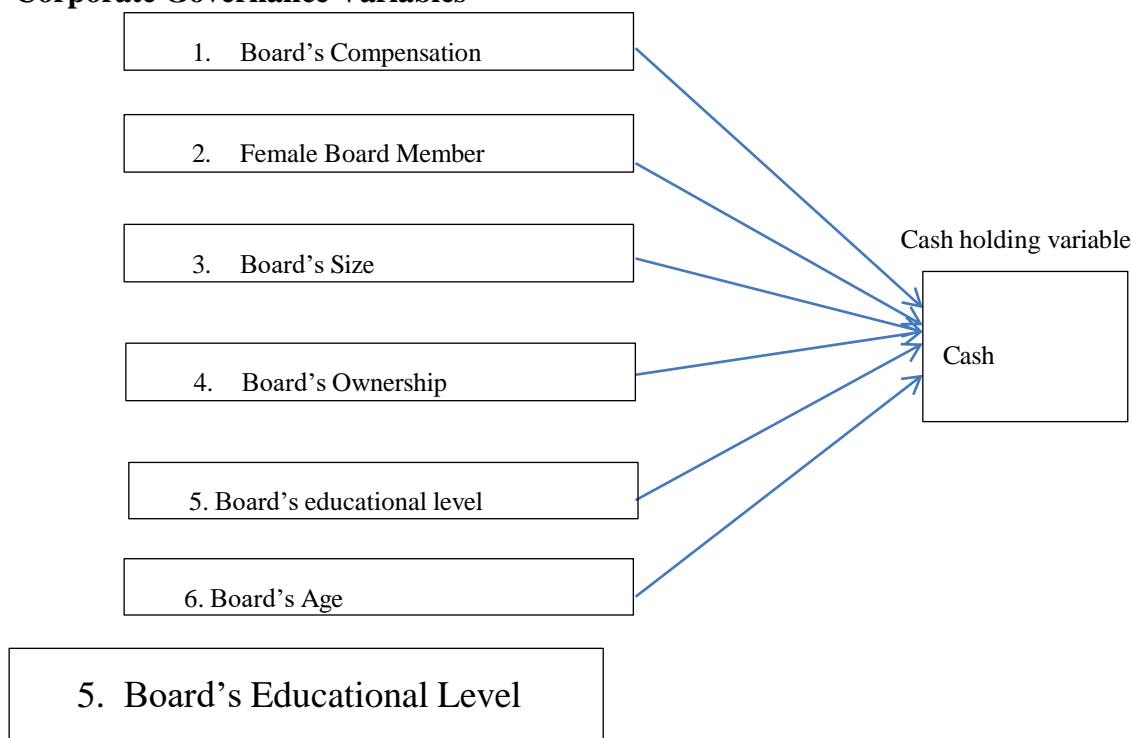 Corporate Governance Variables
1. Board’s Compensation
2. Female Board Member
3. Board’s Size
Cash holding variable
Cash
4. Board’s Ownership
5. Board’s educational level
6. Board’s Age
5. Board’s Educational Level